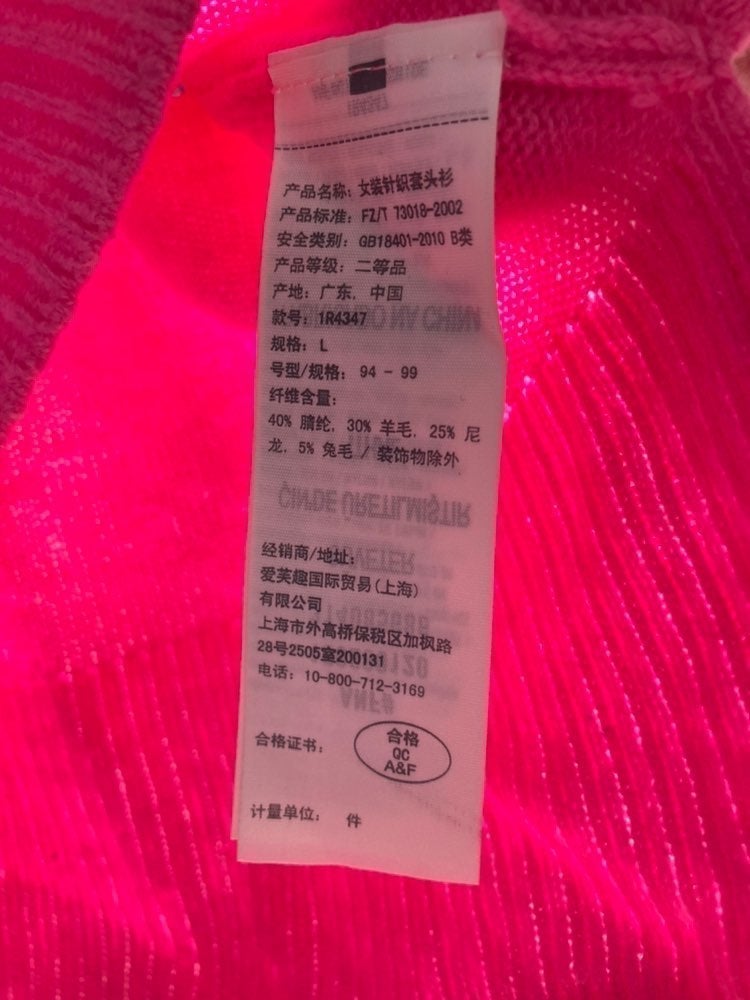 产品名称: 女装针织套头衫
产品标准: FZ/T 73018-2002
安全类别: GB18401-2010 B类
产品等级: 二等品
产地: 广东, 中国
款号: 1R4347
规格: L
号型/规格: 94 - 99
纤维含量:
40% 腈纶, 30% 羊毛, 25% 尼
龙, 5% 兔毛 / 装饰物除外
经销商/地址:
爱芙趣国际贸易(上海)
有限公司
上海市外高桥保税区加枫路
28号2505室200131
电话: 10-800-712-3169
合格证书:
合格
QC
A&F
计量单位: 件